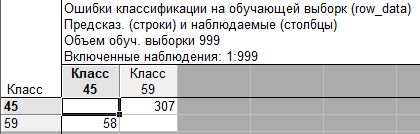 Ошибки классификации на обучающей выборк (row_data)
Предсказ. (строки) и наблюдаемые (столбцы)
Объем обуч. выборки 999
Включенные наблюдения: 1:999
Класс Класс 45 Класс 59
45 307
59 58